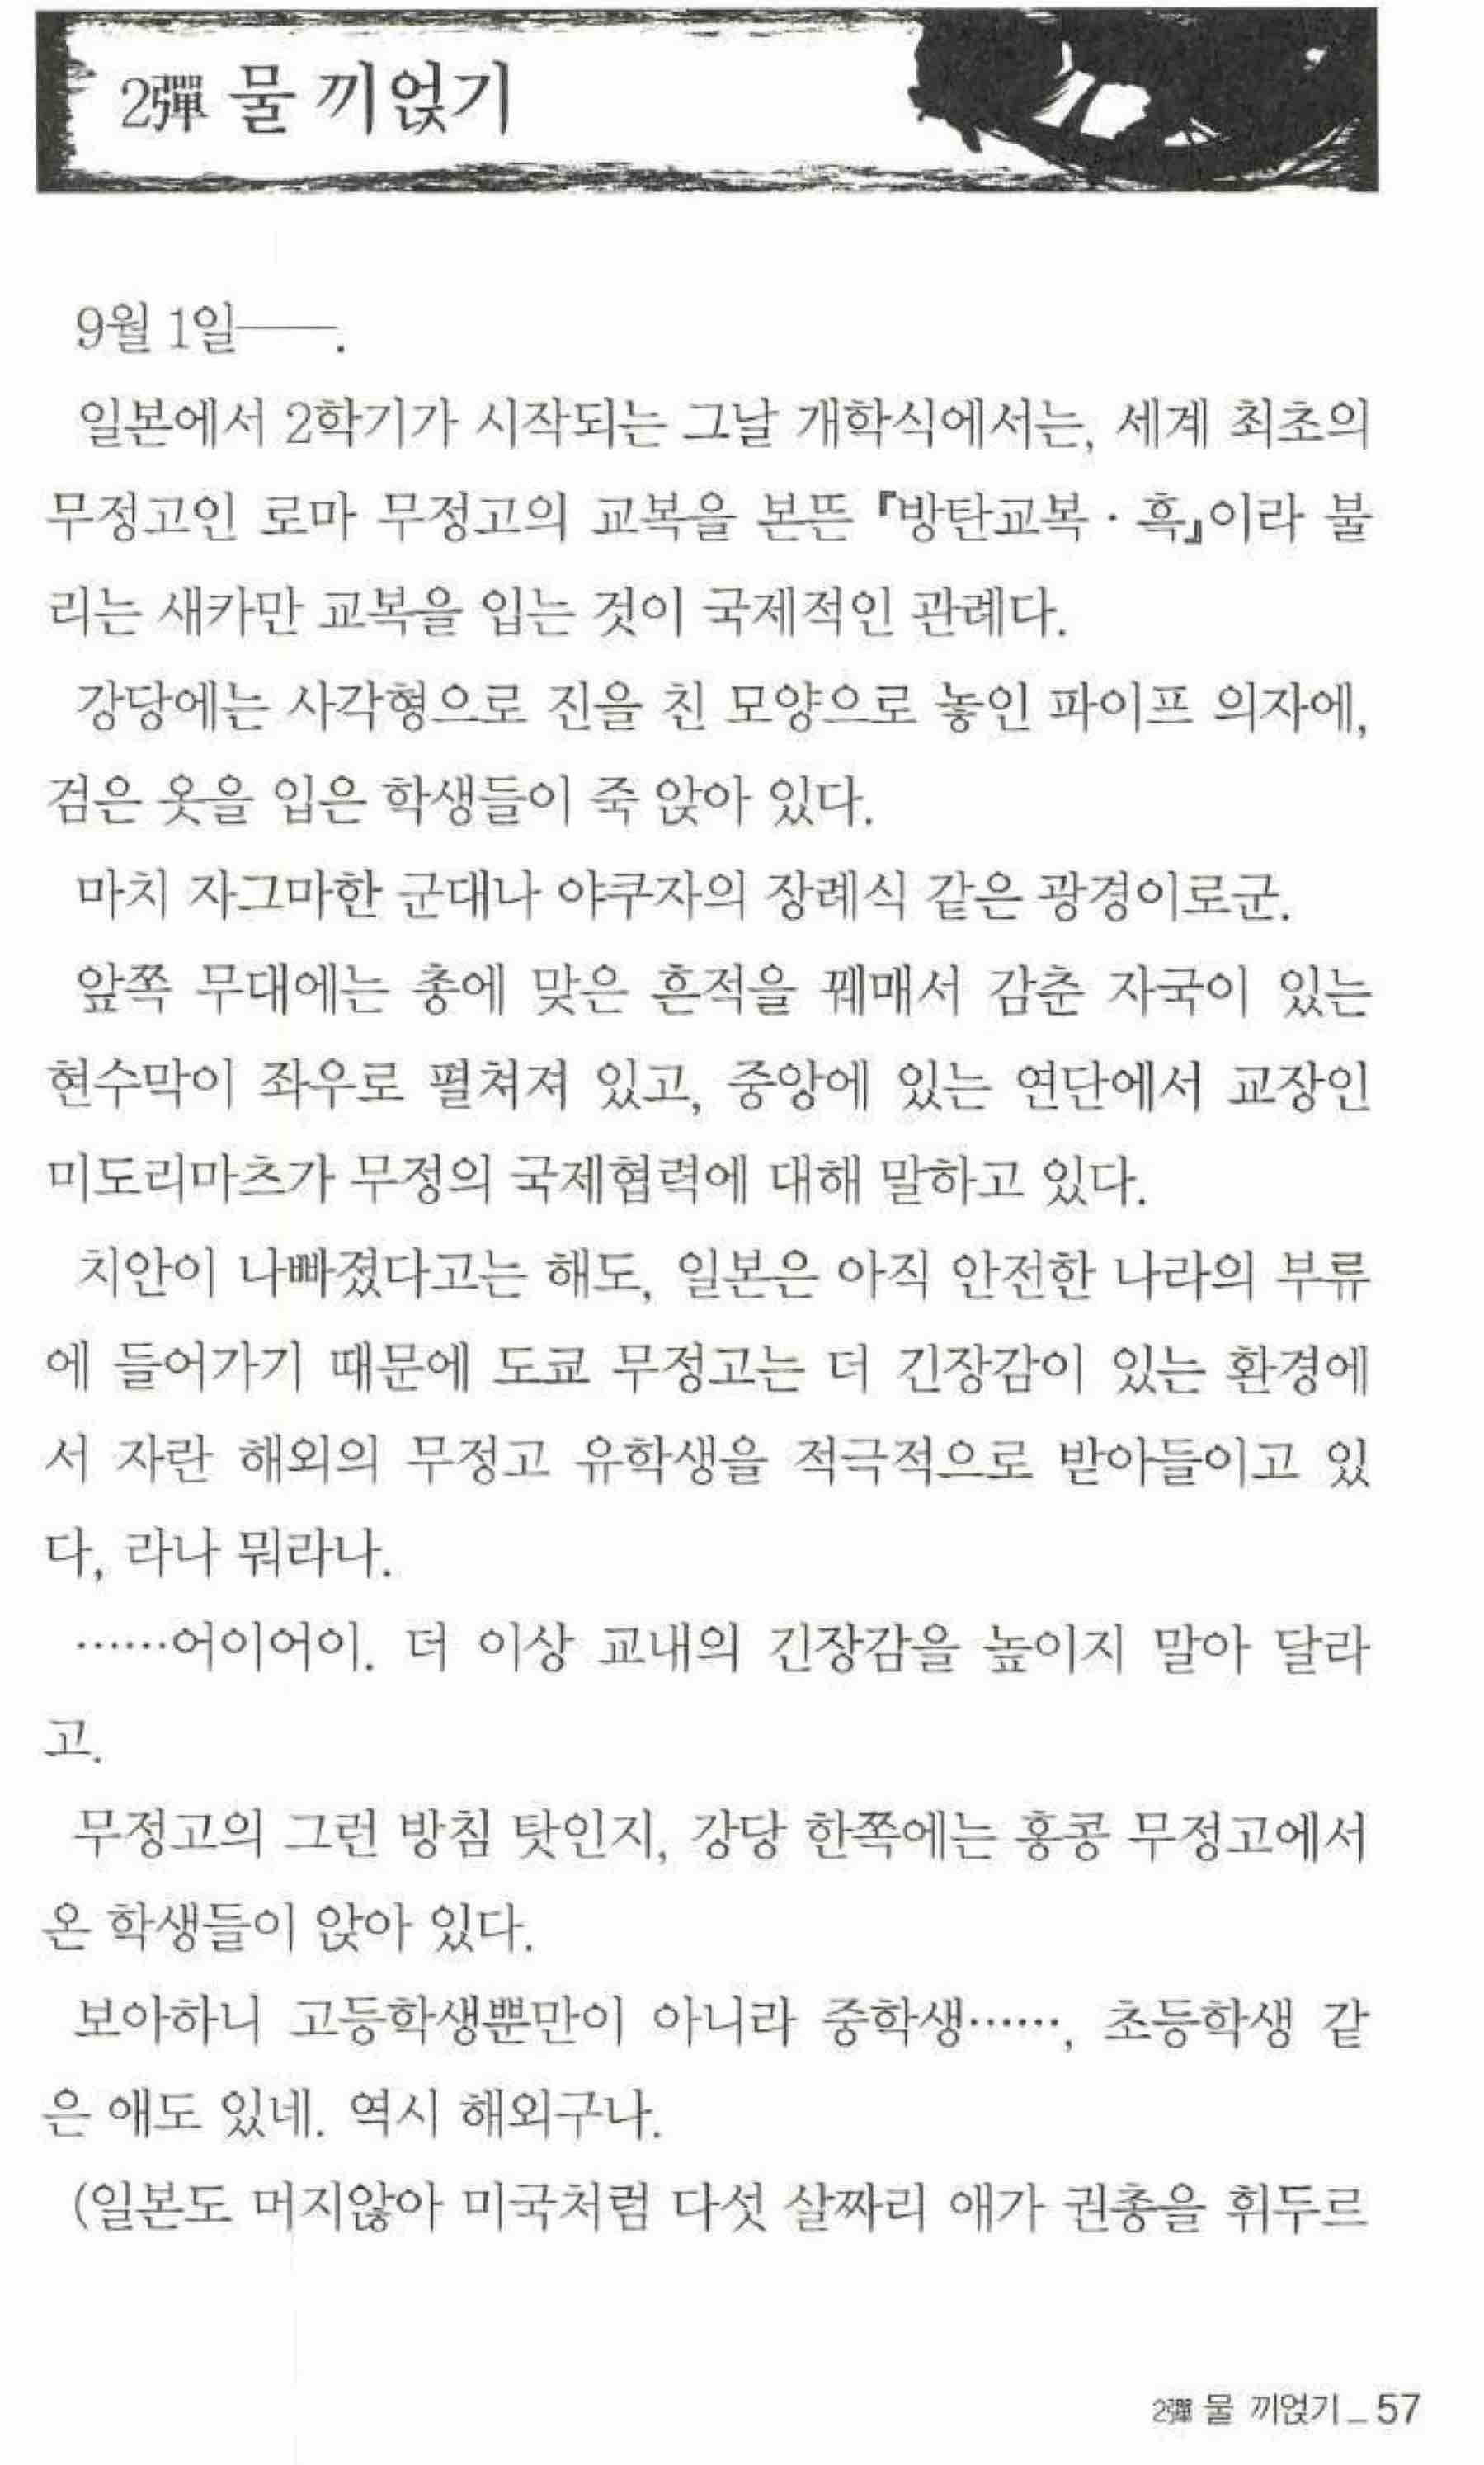 2彈 물 끼얹기
9월 1일――.
일본에서 2학기가 시작되는 그날 개학식에서는, 세계 최초의
무정고인 로마 무정고의 교복을 본뜬 『방탄교복 · 흑』이라 불
리는 새카만 교복을 입는 것이 국제적인 관례다.
강당에는 사각형으로 진을 친 모양으로 놓인 파이프 의자에,
검은 옷을 입은 학생들이 죽 앉아 있다.
마치 자그마한 군대나 야쿠자의 장례식 같은 광경이로군.
앞쪽 무대에는 총에 맞은 흔적을 꿰매서 감춘 자국이 있는
현수막이 좌우로 펼쳐져 있고, 중앙에 있는 연단에서 교장인
미도리마츠가 무정의 국제협력에 대해 말하고 있다.
치안이 나빠졌다고는 해도, 일본은 아직 안전한 나라의 부류
에 들어가기 때문에 도쿄 무정고는 더 긴장감이 있는 환경에
서 자란 해외의 무정고 유학생을 적극적으로 받아들이고 있
다, 라나 뭐라나.
……어이어이. 더 이상 교내의 긴장감을 높이지 말아 달라
고.
무정고의 그런 방침 탓인지, 강당 한쪽에는 홍콩 무정고에서
온 학생들이 앉아 있다.
보아하니 고등학생뿐만이 아니라 중학생……, 초등학생 같
은 애도 있네. 역시 해외구나.
(일본도 머지않아 미국처럼 다섯 살짜리 애가 권총을 휘두르
2彈 물 끼얹기 _ 57